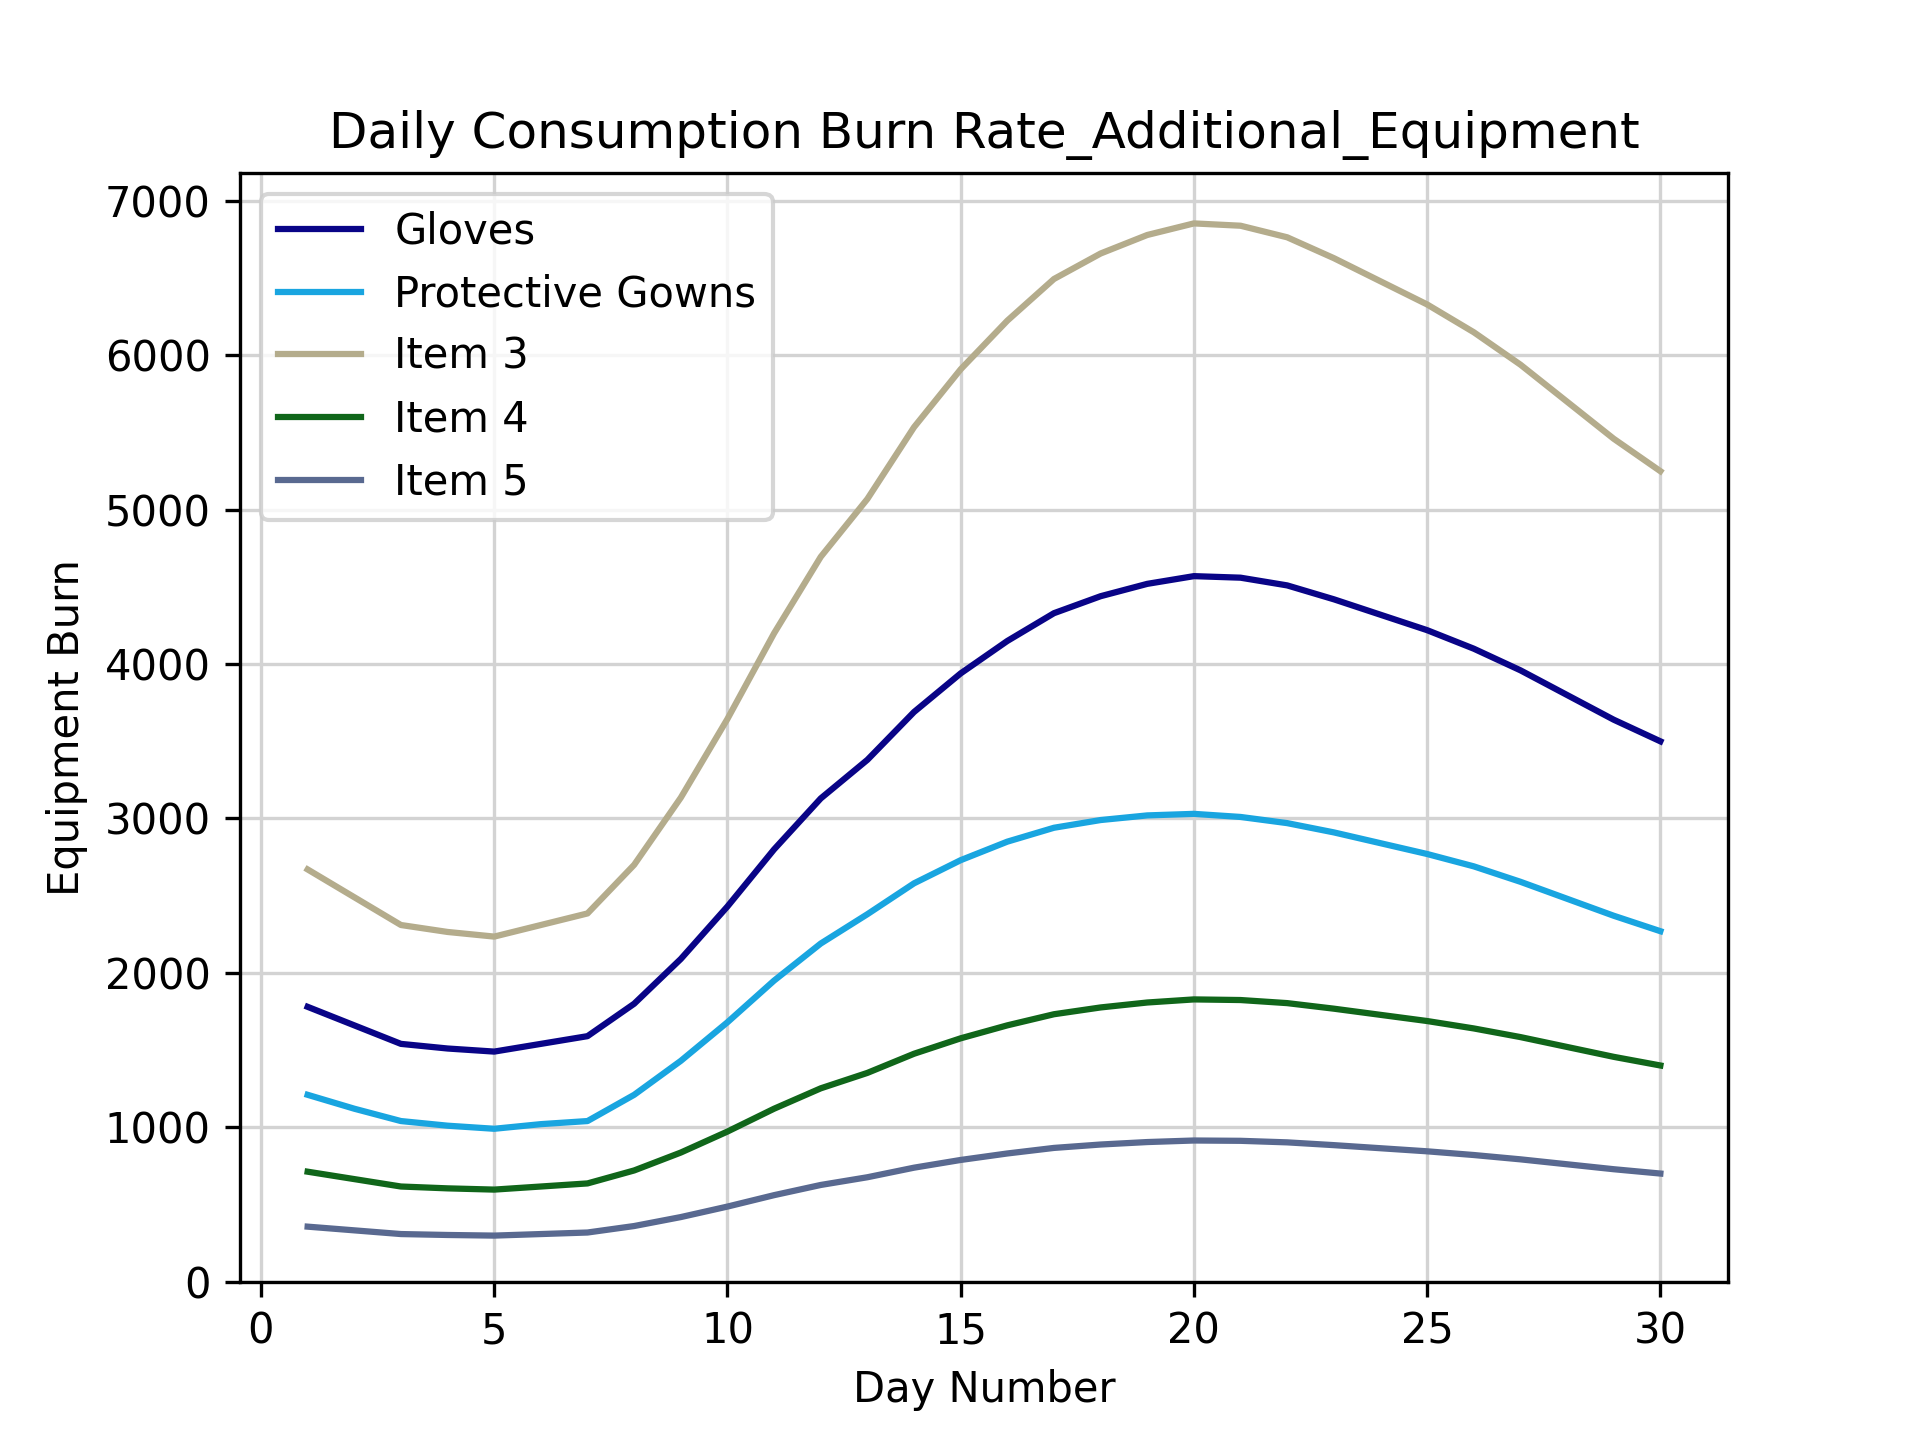 Daily Consumption Burn Rate_Additional_Equipment
7000
6000
5000
4000
3000
2000
1000
0
Equipment Burn
Gloves
Protective Gowns
Item 3
Item 4
Item 5
0 5 10 15 20 25 30
Day Number